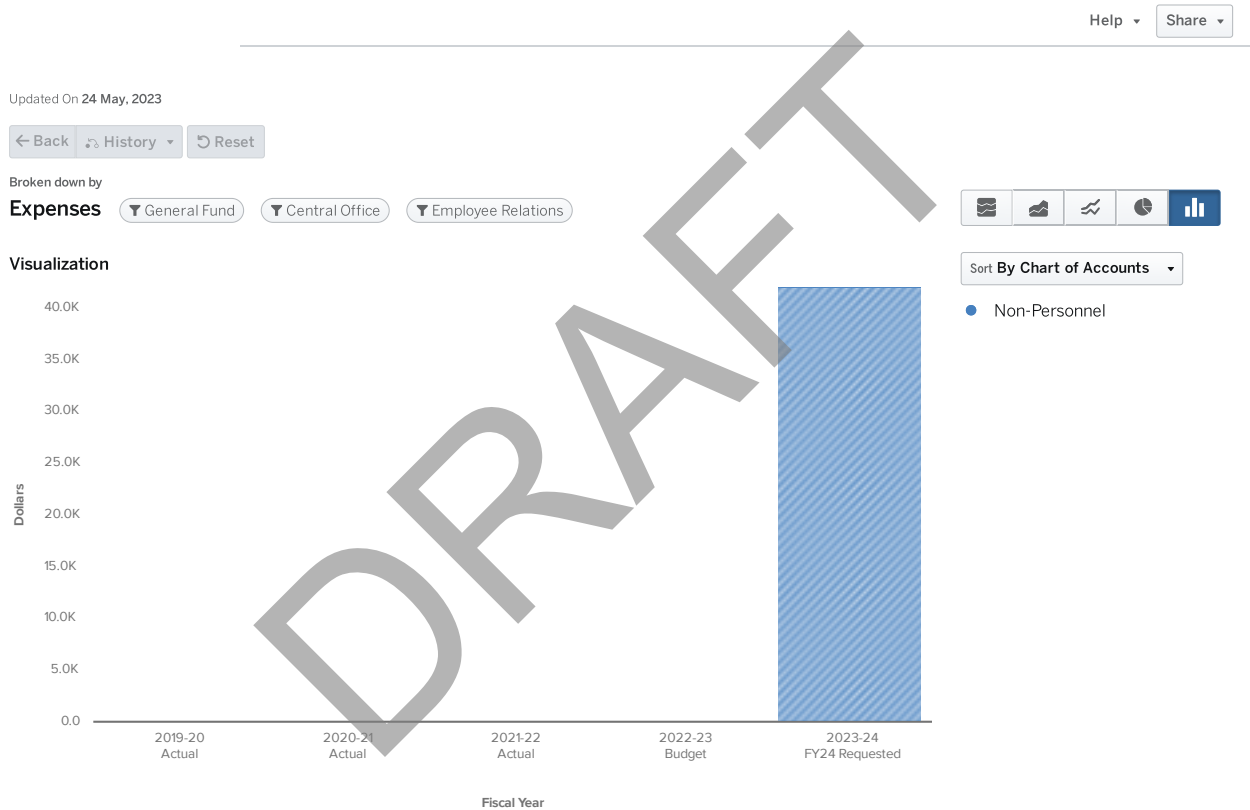 Help Share
Updated On 24 May, 2023
Back History Reset
Broken down by
Expenses General Fund Central Office Employee Relations
Visualization
Sort By Chart of Accounts
Non-Personnel
40.0K
35.0K
30.0K
25.0K
20.0K
15.0K
10.0K
5.0K
0.0
Dollars
2019-20 2020-21 2021-22 2022-23 2023-24
Actual Actual Actual Budget FY24 Requested
Fiscal Year
DRAFT